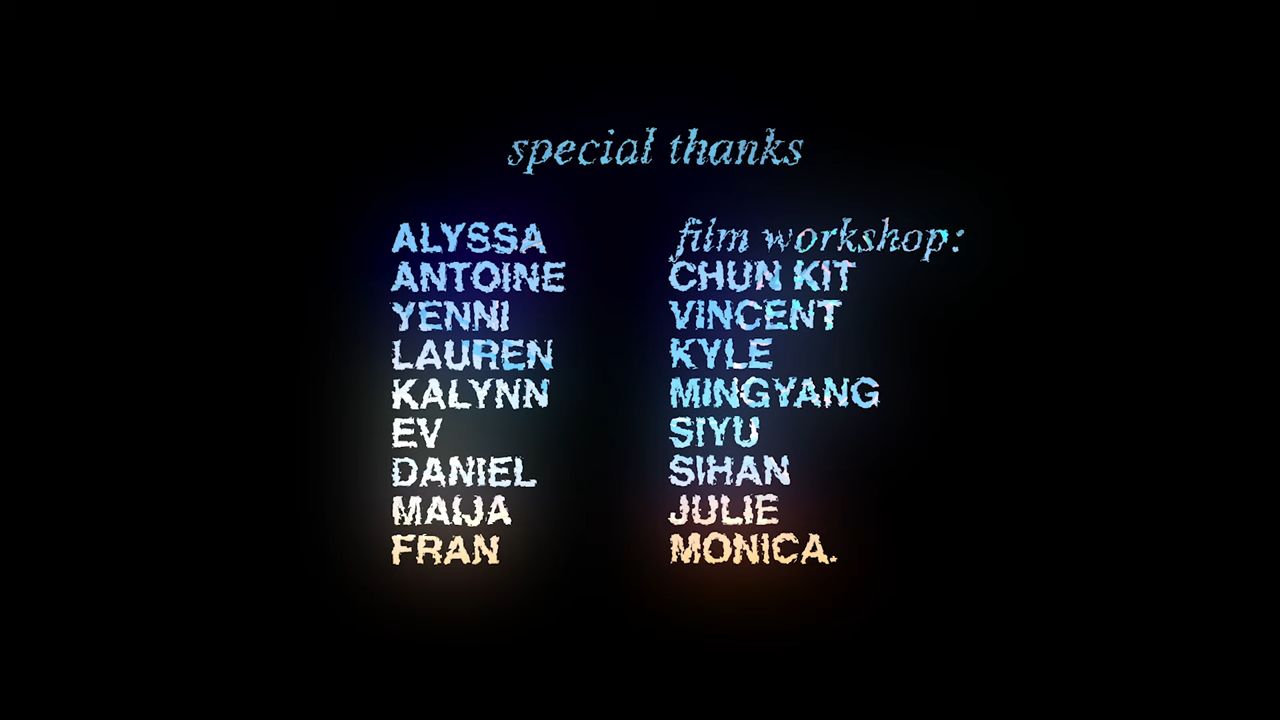 special thanks
ALYSSA
ANTOINE
YENNI
LAUREN
KALYNN
EV
DANIEL
MAIJA
FRAN
film workshop:
CHUN KIT
VINCENT
KYLE
MINGYANG
SIYU
SIHAN
JULIE
MONICA.